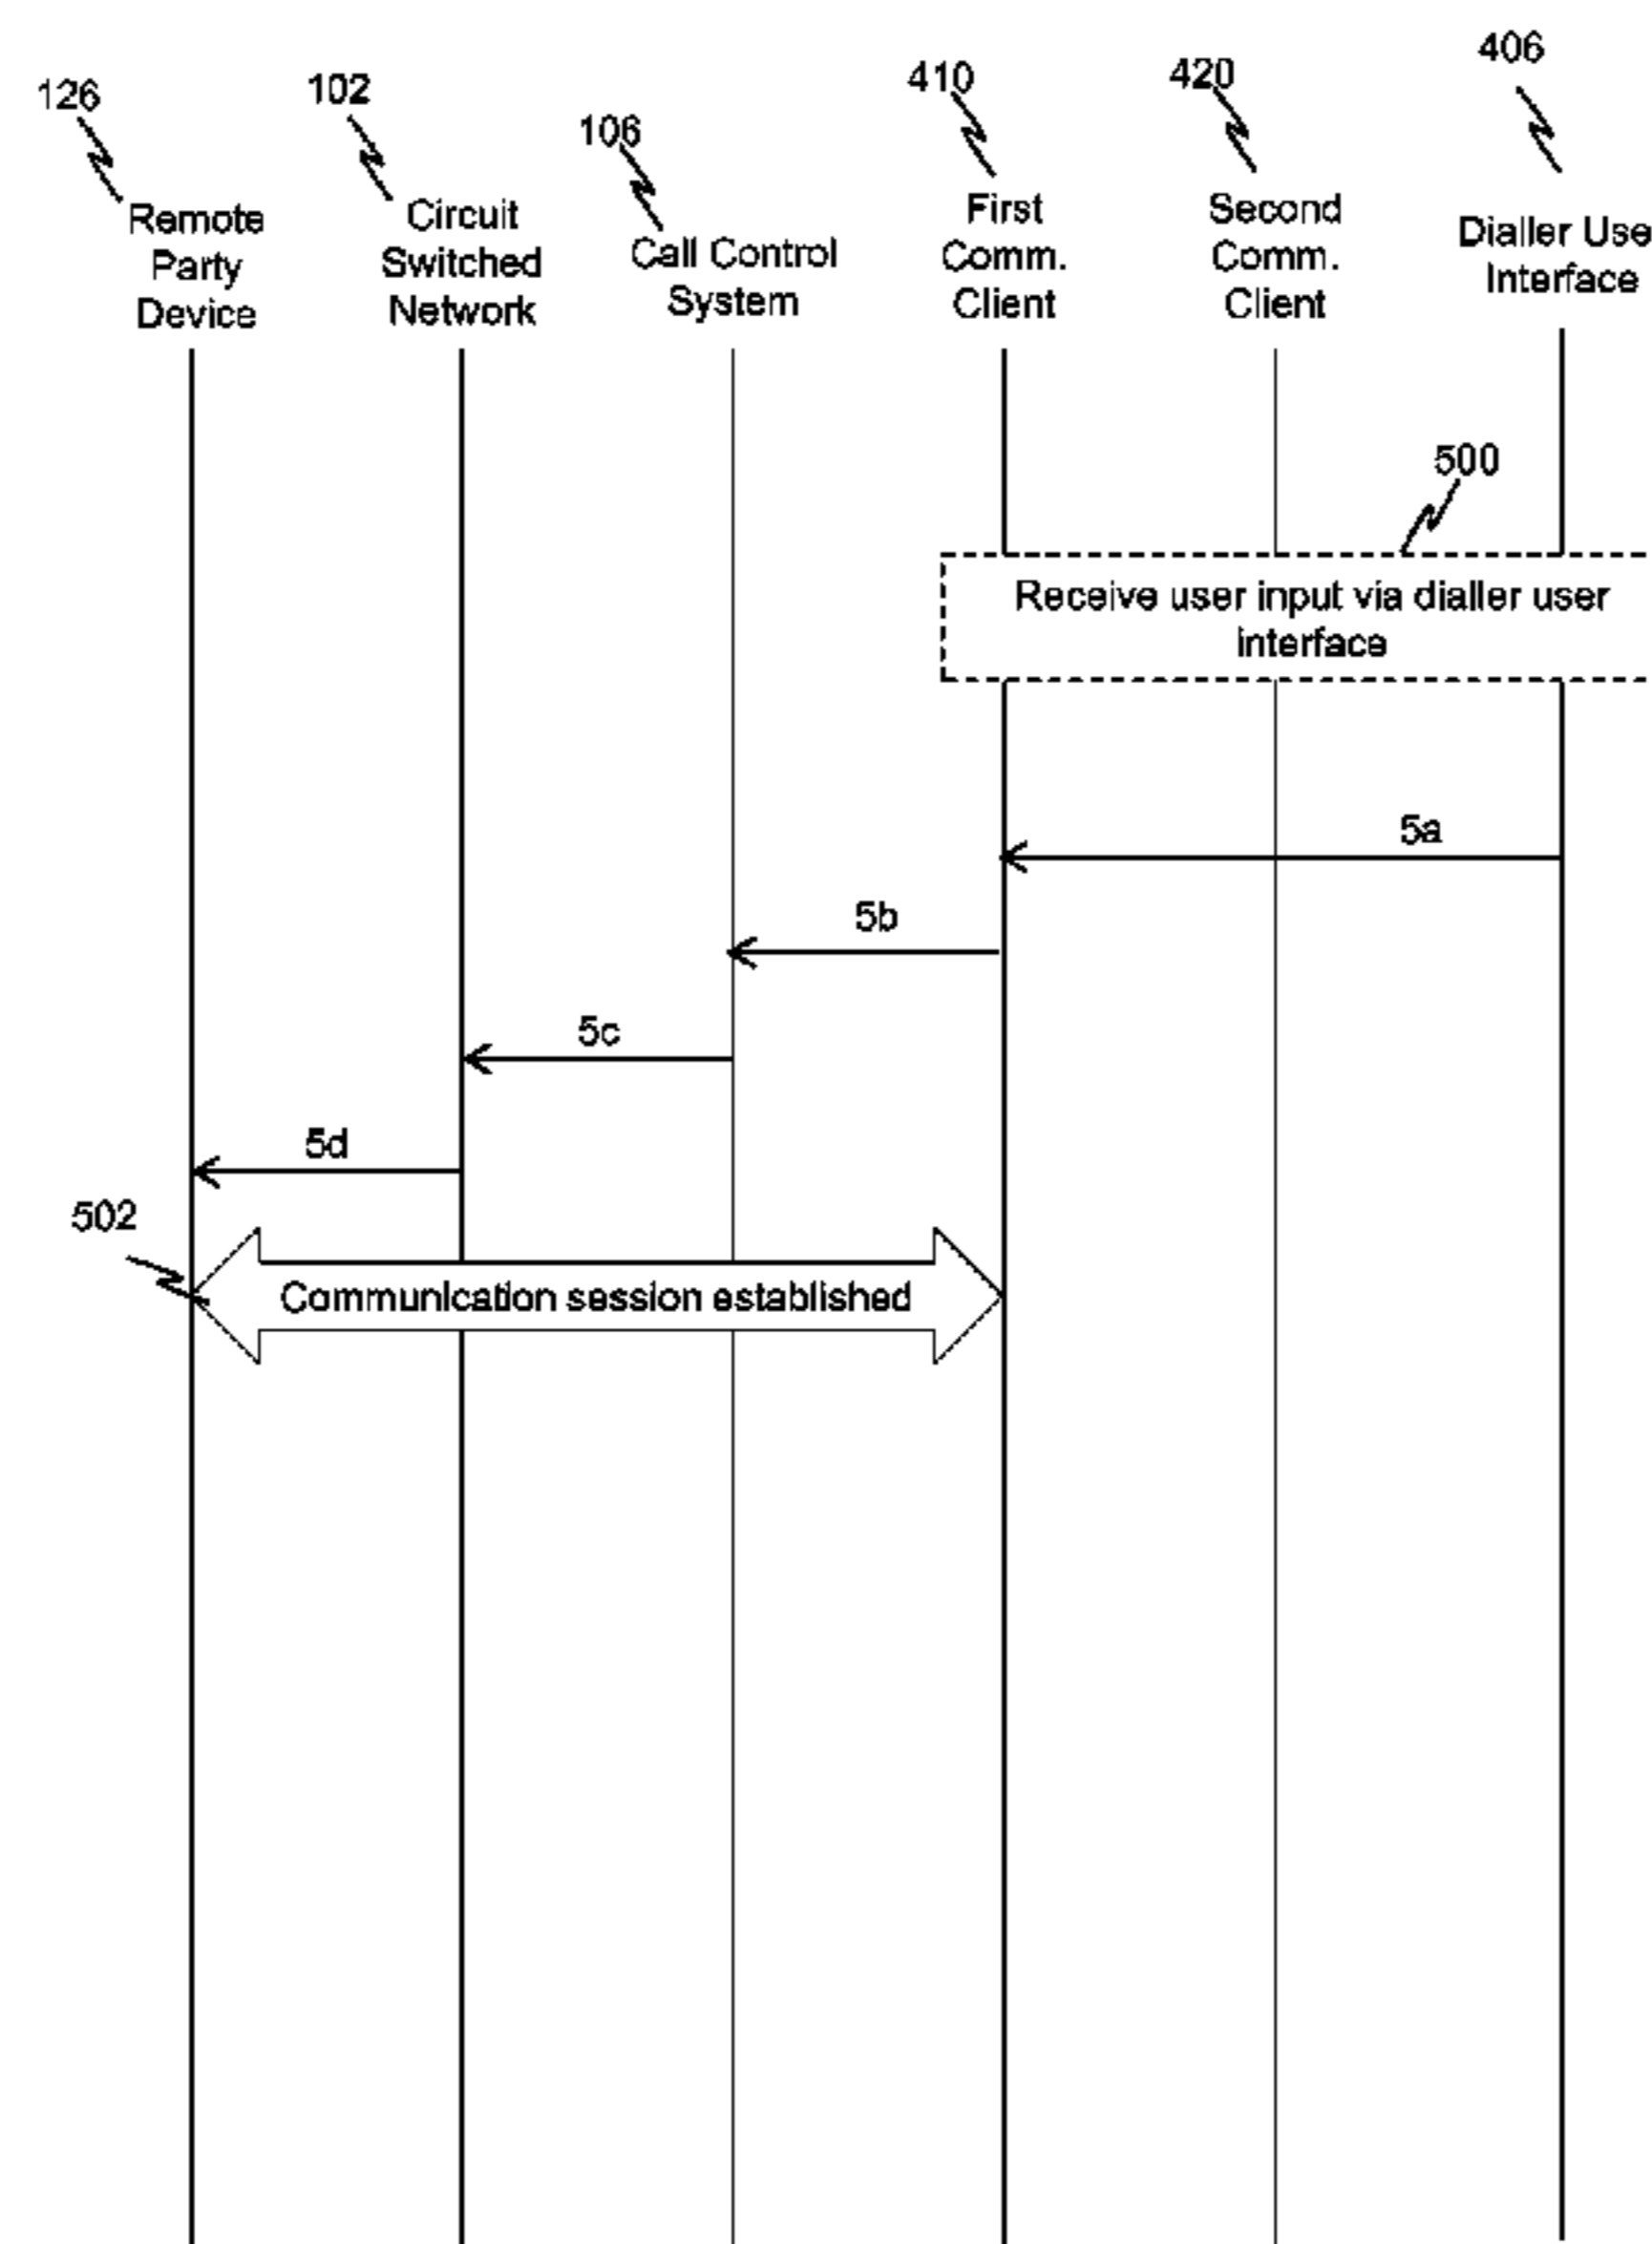 406
410
420
126
102
106
First
Comm.
Client
Second
Comm.
Client
Remote
Party
Device
Circuit
Switched
Network
Call Control
System
Dialler Use
Interface
500
Receive user input via dialler user
interface
5a
5b
5c
5d
502
Communication session established